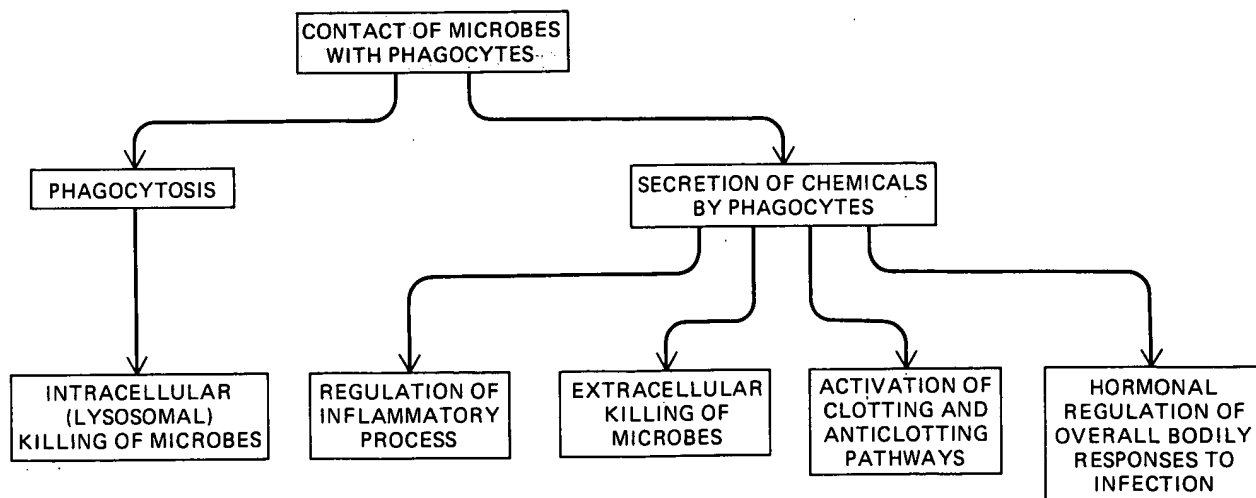 CONTACT OF MICROBES
WITH PHAGOCYTES
PHAGOCYTOSIS
SECRETION OF CHEMICALS
BY PHAGOCYTES
INTRACELLULAR
(LYSOSOMAL)
KILLING OF MICROBES
REGULATION OF
INFLAMMATORY
PROCESS
EXTRACELLULAR
KILLING OF
MICROBES
ACTIVATION OF
CLOTTING AND
ANTICLOTTING
PATHWAYS
HORMONAL
REGULATION OF
OVERALL BODILY
RESPONSES TO
INFECTION